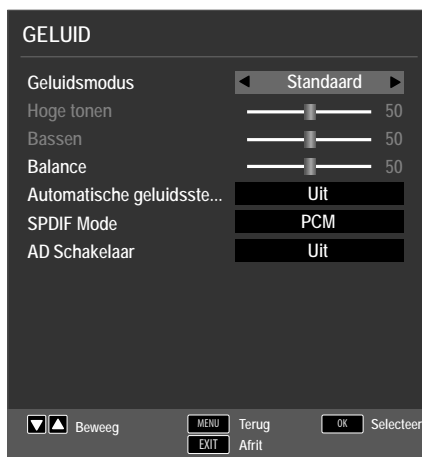 GELUID
Geluidsmodus Standaard
Hoge tonen 50
Bassen 50
Balance 50
Automatische geluidsste... Uit
SPDIF Mode PCM
AD Schakelaar Uit
Beweeg MENU Terug OK Selecteer
EXIT Afrit